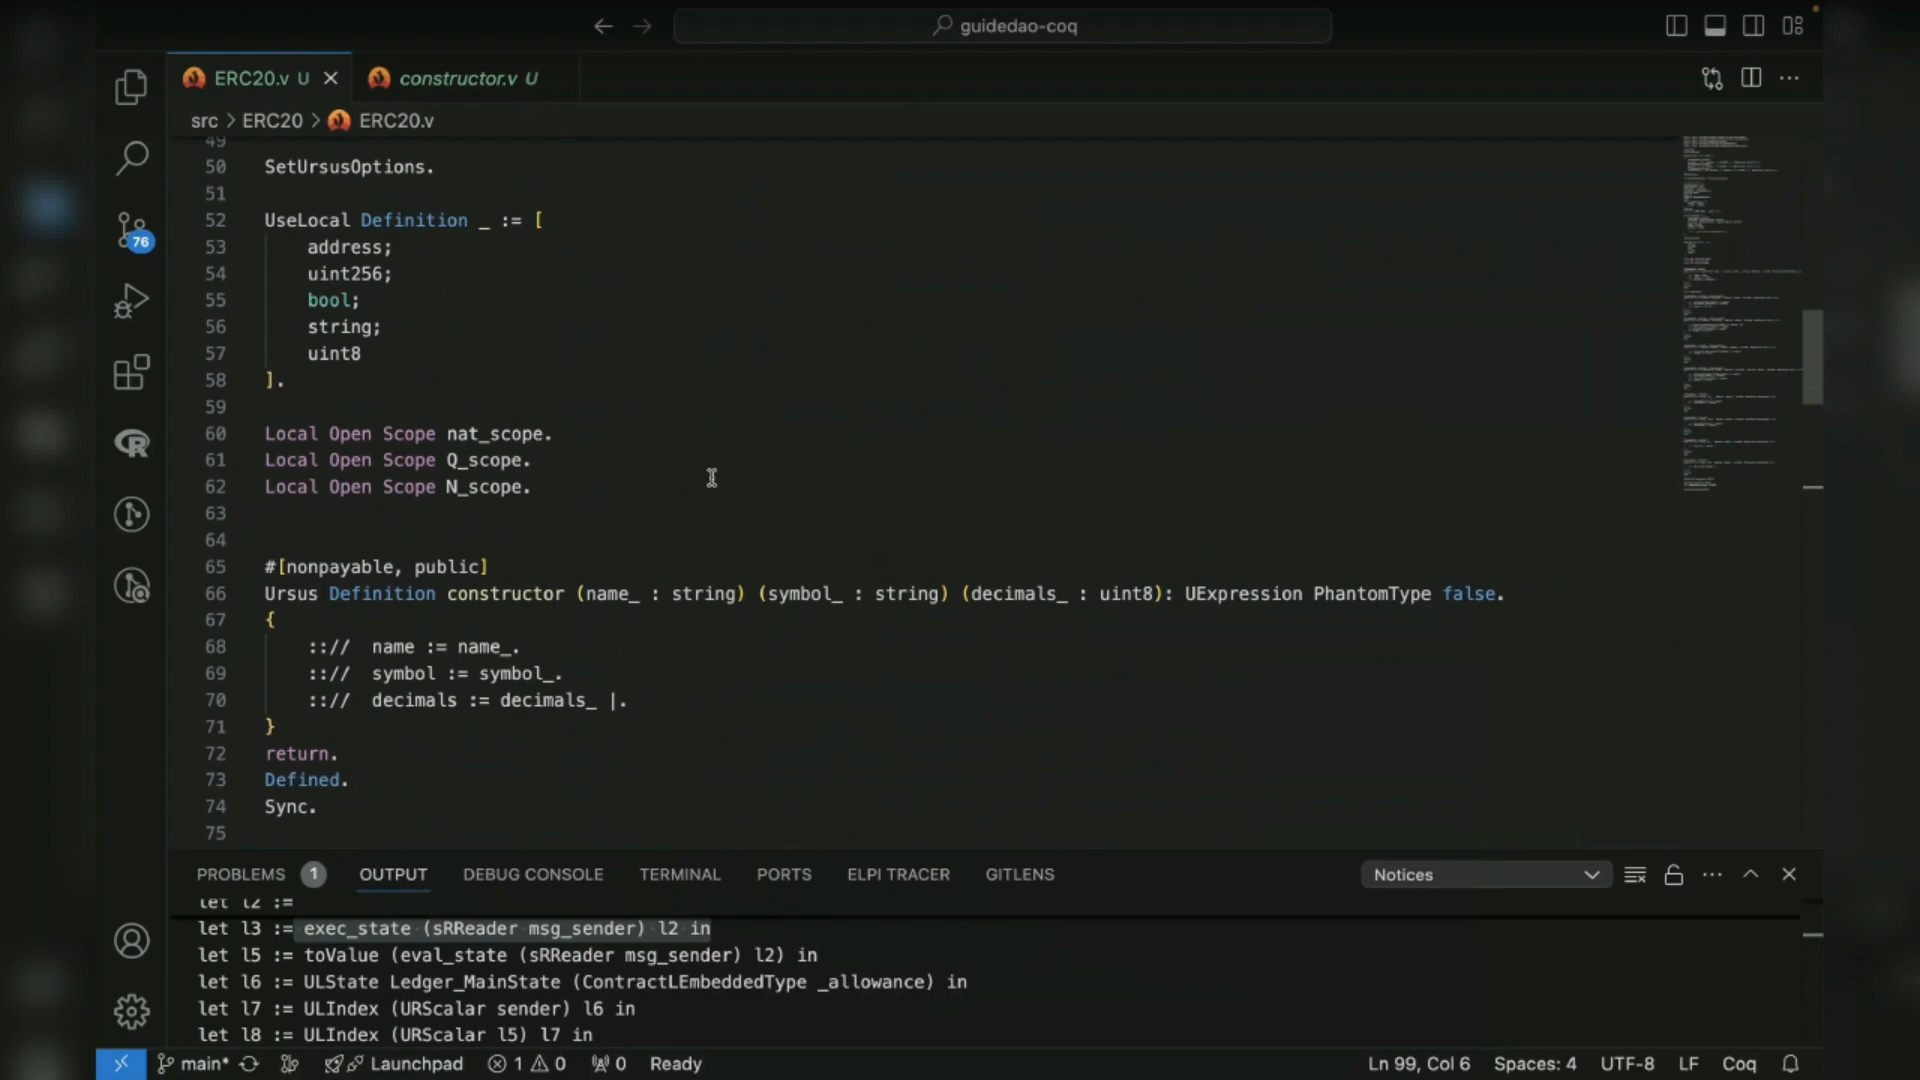 guidedao-coq
ERC20.v U
constructor.v U
src > ERC20 > ERC20.v
49
50 SetUrsusOptions.
51
52 UseLocal Definition _ := [
53 address;
54 uint256;
55 bool;
56 string;
57 uint8
58 ].
59
60 Local Open Scope nat_scope.
61 Local Open Scope Q_scope.
62 Local Open Scope N_scope.
63
64
65 #[nonpayable, public]
66 Ursus Definition constructor (name_ : string) (symbol_ : string) (decimals_ : uint8): UExpression PhantomType false.
67 {
68 :://  name := name_.
69 :://  symbol := symbol_.
70 :://  decimals := decimals_ |.
71 }
72 return.
73 Defined.
74 Sync.
75
76
PROBLEMS 1 OUTPUT DEBUG CONSOLE TERMINAL PORTS ELPI TRACER GITLENS Notices
let l2 :=
let l3 := exec_state (sRReader msg_sender) l2 in
let l5 := toValue (eval_state (sRReader msg_sender) l2) in
let l6 := ULState Ledger_MainState (ContractLEmbeddedType _allowance) in
let l7 := ULIndex (URScalar sender) l6 in
let l8 := ULIndex (URScalar l5) l7 in
main* Launchpad 1 0 0 Ready Ln 99, Col 6 Spaces: 4 UTF-8 LF Coq